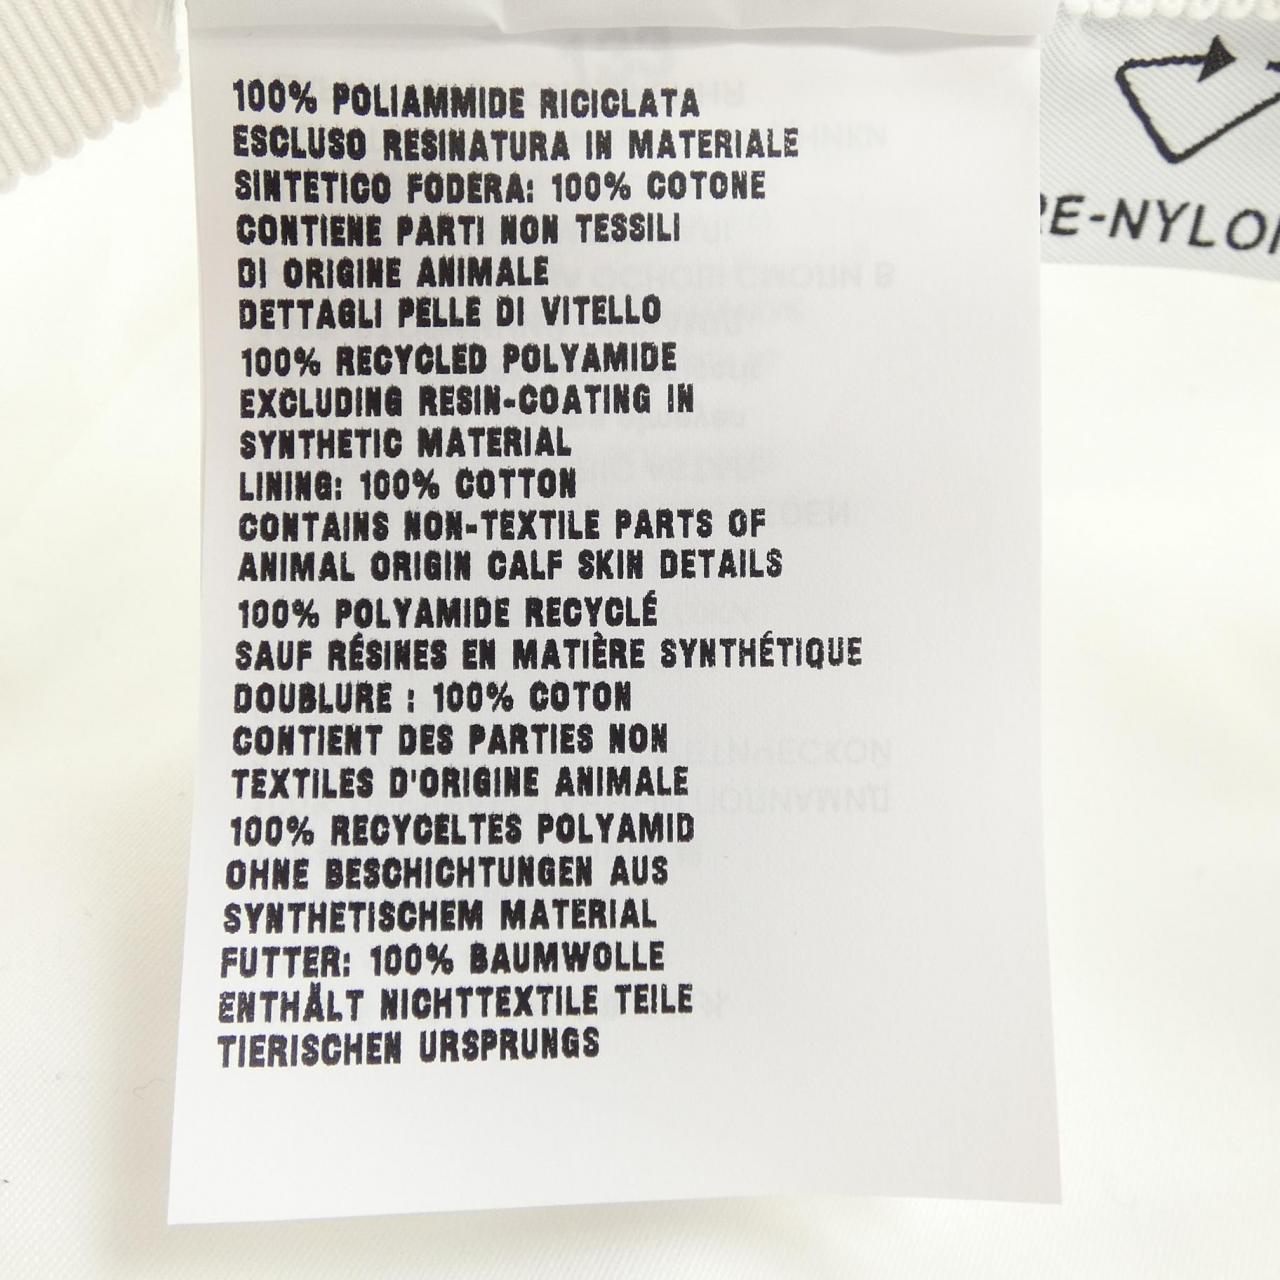 100% POLIAMMIDE RICICLATA
ESCLUSO RESINATURA IN MATERIALE
SINTETICO FODERA: 100% COTONE
CONTIENE PARTI NON TESSILI
DI ORIGINE ANIMALE
DETTAGLI PELLE DI VITELLO
100% RECYCLED POLYAMIDE
EXCLUDING RESIN-COATING IN
SYNTHETIC MATERIAL
LINING: 100% COTTON
CONTAINS NON-TEXTILE PARTS OF
ANIMAL ORIGIN CALF SKIN DETAILS
100% POLYAMIDE RECYCLÉ
SAUF RÉSINES EN MATIÈRE SYNTHÉTIQUE
DOUBLURE : 100% COTON
CONTIENT DES PARTIES NON
TEXTILES D'ORIGINE ANIMALE
100% RECYCELTES POLYAMID
OHNE BESCHICHTUNGEN AUS
SYNTHETISCHEM MATERIAL
FUTTER: 100% BAUMWOLLE
ENTHÄLT NICHTTEXTILE TEILE
TIERISCHEN URSPRUNGS
RE-NYLON